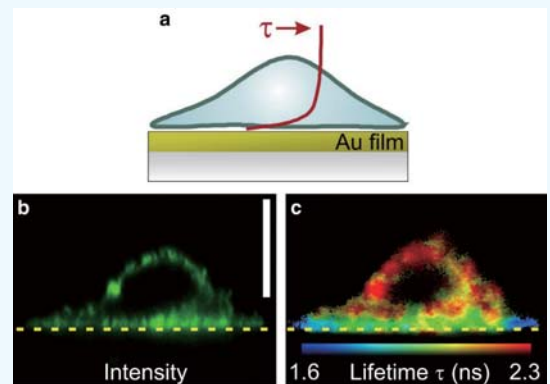 a
τ
Au film
b
c
Intensity
1.6 Lifetime τ (ns) 2.3